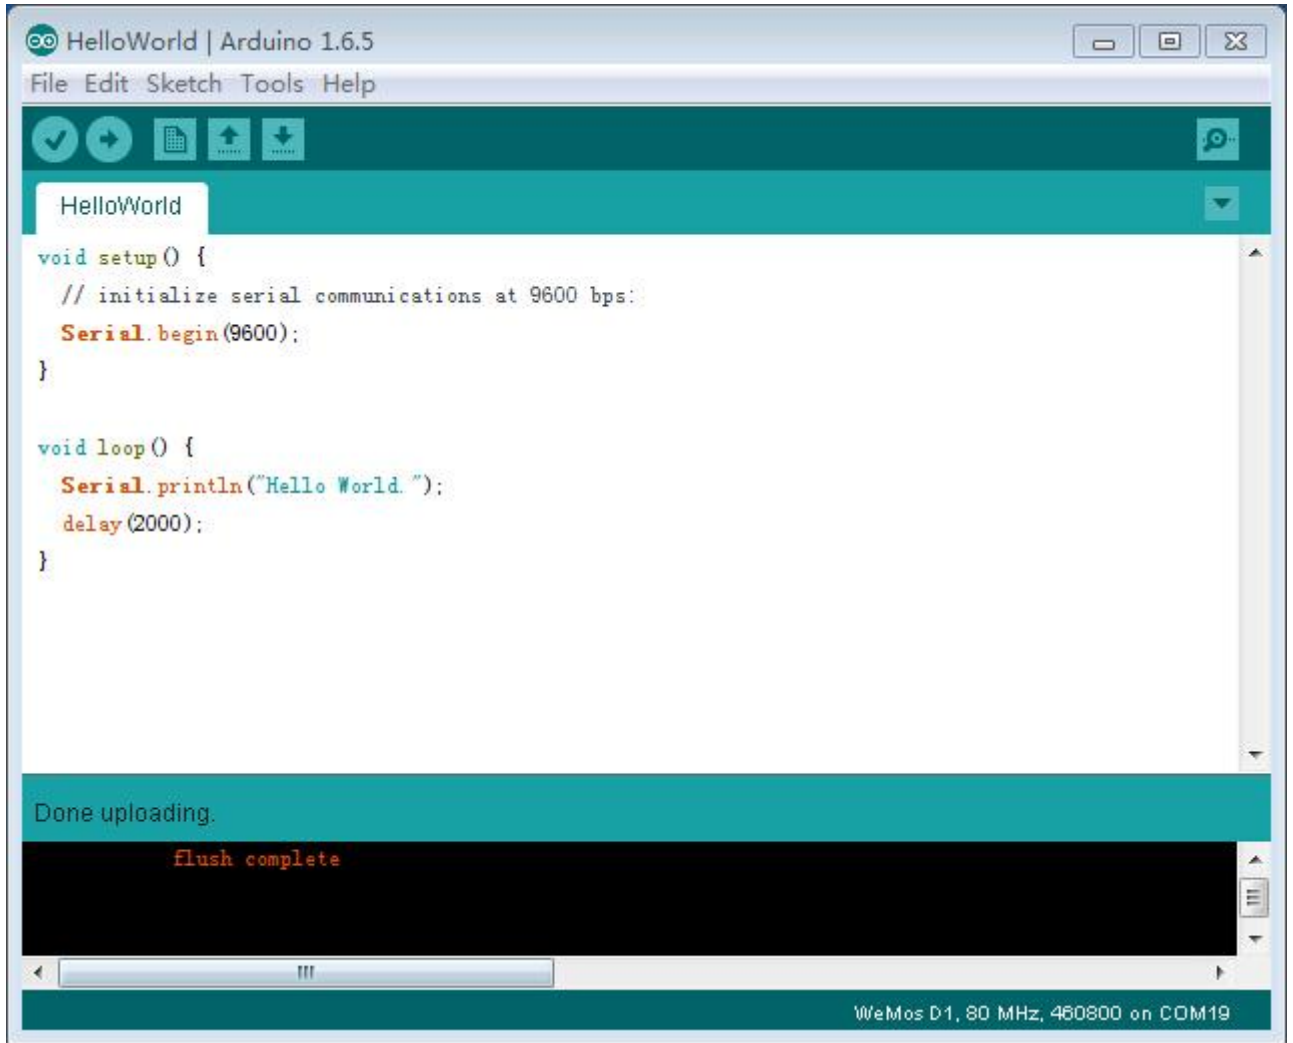 HelloWorld | Arduino 1.6.5
File Edit Sketch Tools Help
HelloWorld
void setup() {
  // initialize serial communications at 9600 bps:
  Serial.begin(9600);
}
void loop() {
  Serial.println("Hello World.");
  delay(2000);
}
Done uploading.
flush complete
WeMos D1, 80 MHz, 460800 on COM19